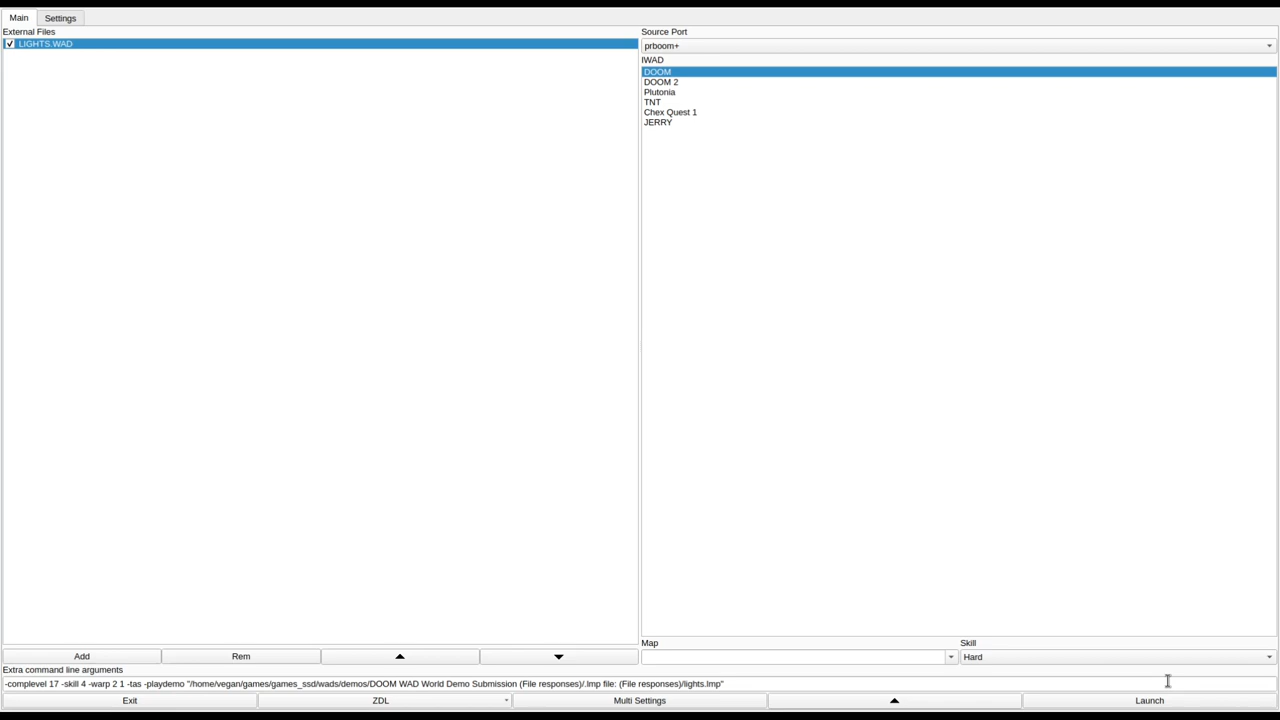 Main Settings
External Files
LIGHTS.WAD
Source Port
prboom+
IWAD
DOOM
DOOM 2
Plutonia
TNT
Chex Quest 1
JERRY
Map Skill
Hard
Add Rem
Extra command line arguments
-complevel 17 -skill 4 -warp 2 1 -tas -playdemo "/home/vegan/games/games_ssd/wads/demos/DOOM WAD World Demo Submission (File responses)/.lmp file: (File responses)/lights.lmp"
Exit ZDL Multi Settings Launch